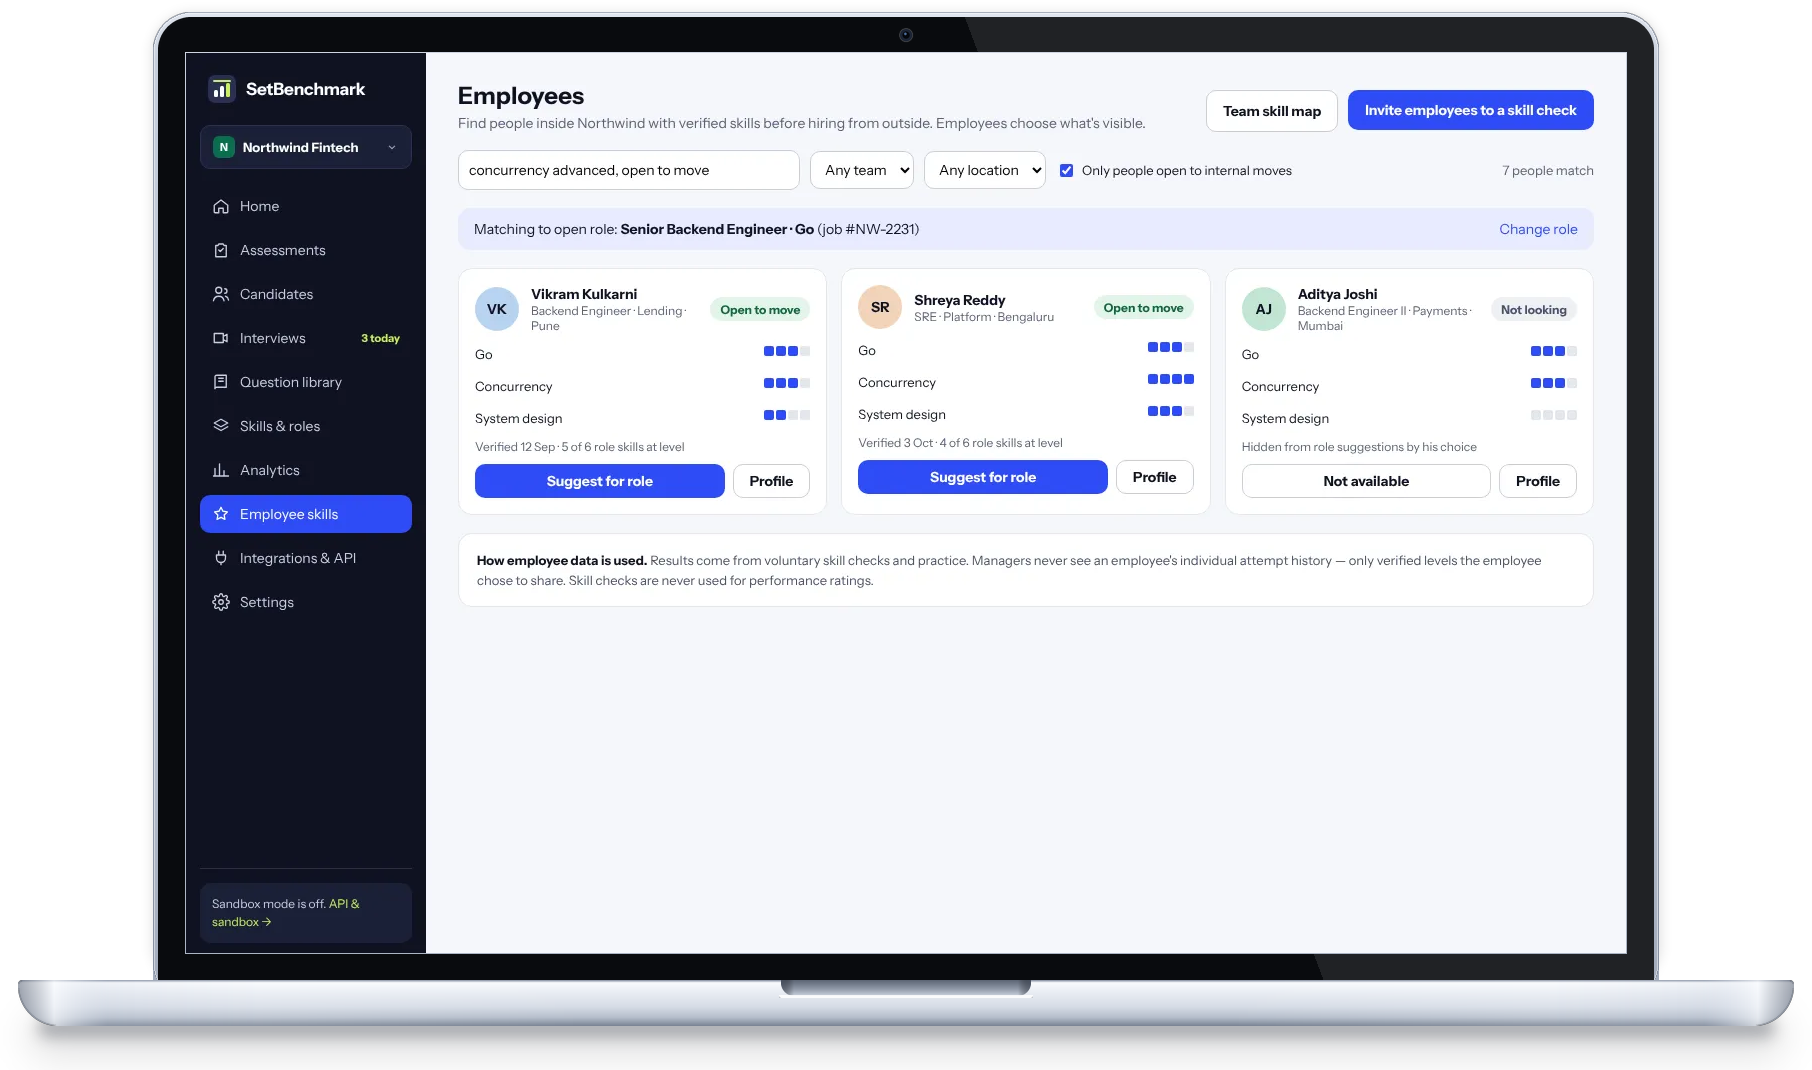 SetBenchmark
N Northwind Fintech
Home
Assessments
Candidates
Interviews 3 today
Question library
Skills & roles
Analytics
Employee skills
Integrations & API
Settings
Sandbox mode is off. API &
sandbox →
Employees
Find people inside Northwind with verified skills before hiring from outside. Employees choose what's visible.
Team skill map
Invite employees to a skill check
concurrency advanced, open to move
Any team
Any location
Only people open to internal moves
7 people match
Matching to open role: Senior Backend Engineer · Go (job #NW-2231)
Change role
VK
Vikram Kulkarni
Backend Engineer · Lending ·
Pune
Open to move
Go
Concurrency
System design
Verified 12 Sep · 5 of 6 role skills at level
Suggest for role
Profile
SR
Shreya Reddy
SRE · Platform · Bengaluru
Open to move
Go
Concurrency
System design
Verified 3 Oct · 4 of 6 role skills at level
Suggest for role
Profile
AJ
Aditya Joshi
Backend Engineer II · Payments ·
Mumbai
Not looking
Go
Concurrency
System design
Hidden from role suggestions by his choice
Not available
Profile
How employee data is used. Results come from voluntary skill checks and practice. Managers never see an employee's individual attempt history — only verified levels the employee
chose to share. Skill checks are never used for performance ratings.